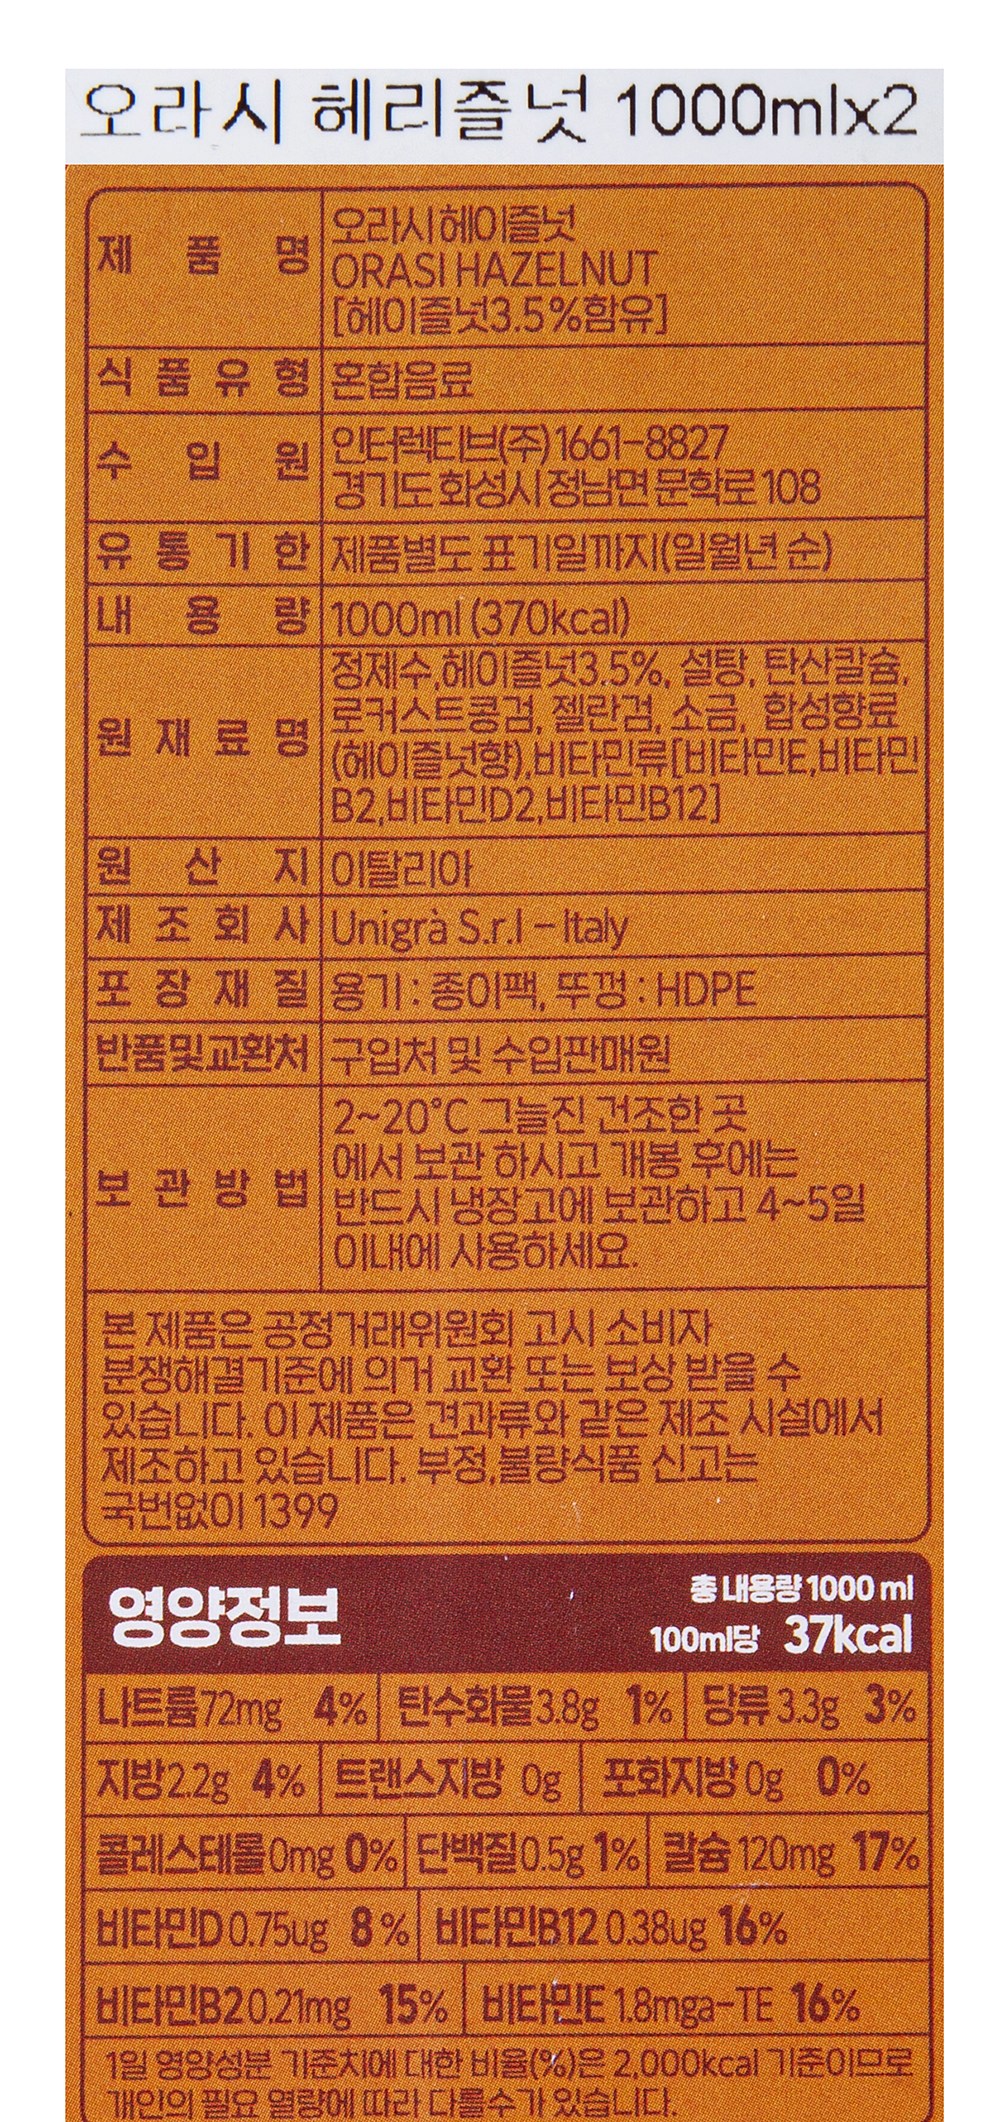 오라시 헤리즐넛 1000mlx2
제 품 명 오라시 헤이즐넛
ORASI HAZELNUT
[헤이즐넛3.5%함유]
식 품 유 형 혼합음료
수 입 원 인터렉티브(주) 1661-8827
경기도 화성시 정남면 문학로 108
유 통 기 한 제품별도 표기일까지(일월년 순)
내 용 량 1000ml (370kcal)
원 재 료 명 정제수,헤이즐넛3.5%, 설탕, 탄산칼슘,
로커스트콩검, 젤란검, 소금, 합성향료
(헤이즐넛향),비타민류[비타민E,비타민
B2,비타민D2,비타민B12]
원 산 지 이탈리아
제 조 회 사 Unigrà S.r.l – Italy
포 장 재 질 용기 : 종이팩, 뚜껑 : HDPE
반품및교환처 구입처 및 수입판매원
보 관 방 법 2~20°C 그늘진 건조한 곳
에서 보관 하시고 개봉 후에는
반드시 냉장고에 보관하고 4~5일
이내에 사용하세요.
본 제품은 공정거래위원회 고시 소비자
분쟁해결기준에 의거 교환 또는 보상 받을 수
있습니다. 이 제품은 견과류와 같은 제조 시설에서
제조하고 있습니다. 부정,불량식품 신고는
국번없이 1399
영양정보 총 내용량 1000 ml
100ml당 37kcal
나트륨72mg 4% 탄수화물3.8g 1% 당류 3.3g 3%
지방2.2g 4% 트랜스지방 0g 포화지방 0g 0%
콜레스테롤0mg 0% 단백질0.5g 1% 칼슘 120mg 17%
비타민D 0.75ug 8 % 비타민B12 0.38ug 16%
비타민B2 0.21mg 15% 비타민E 1.8mga-TE 16%
1일 영양성분 기준치에 대한 비율(%)은 2,000kcal 기준이므로
개인의 필요 열량에 따라 다를수가 있습니다.